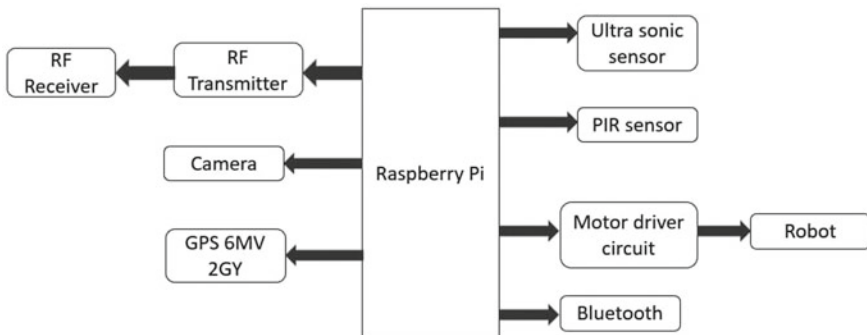 RF
Receiver
RF
Transmitter
Camera
GPS 6MV
2GY
Raspberry Pi
Ultra sonic
sensor
PIR sensor
Motor driver
circuit
Robot
Bluetooth